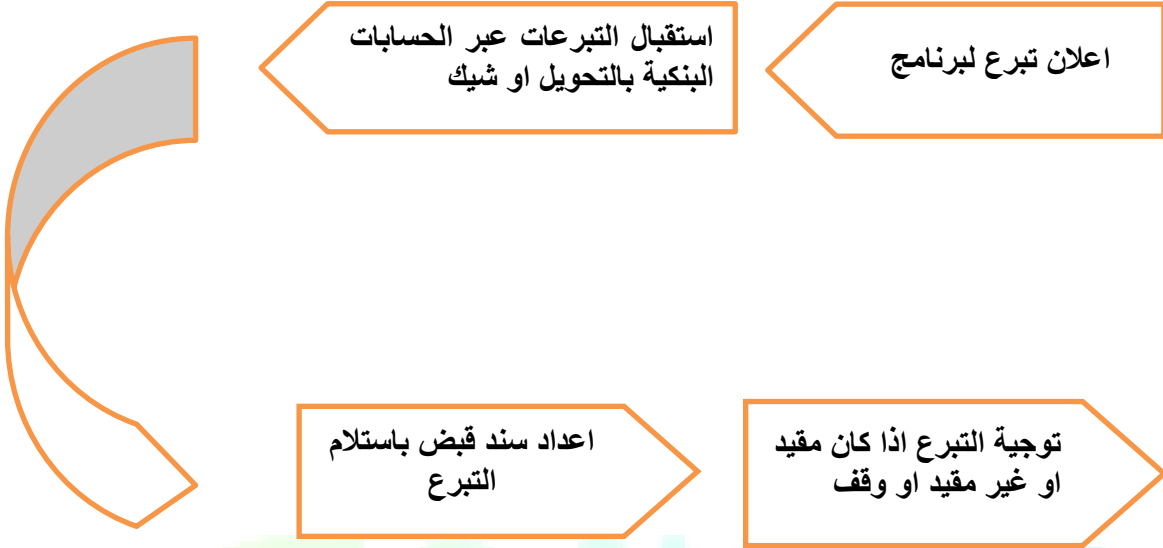 اعلان تبرع لبرنامج
استقبال التبرعات عبر الحسابات
البنكية بالتحويل او شيك
اعداد سند قبض باستلام
التبرع
توجية التبرع اذا كان مقيد
او غير مقيد او وقف